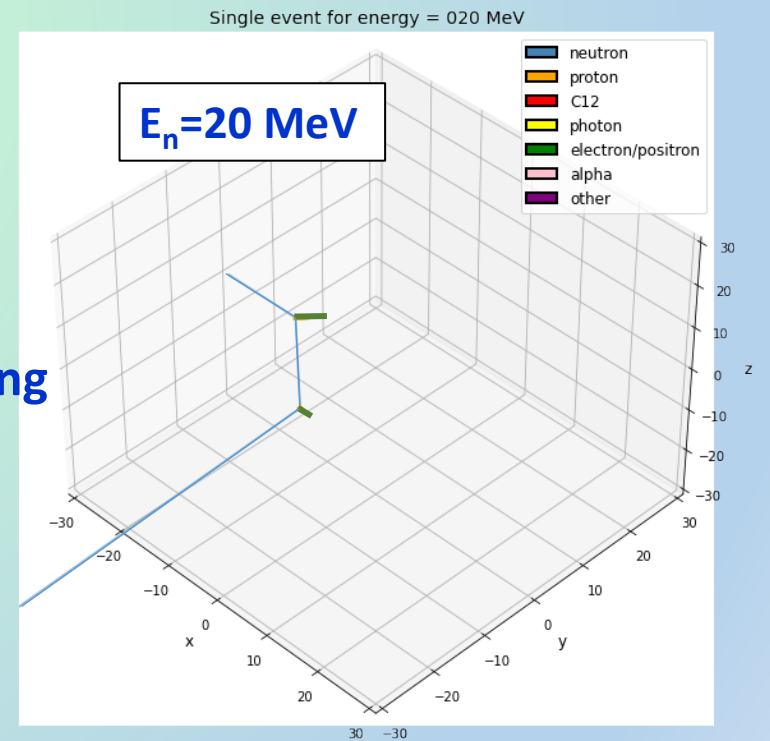 Single event for energy = 020 MeV
Eₙ=20 MeV
neutron
proton
C12
photon
electron/positron
alpha
other
ng
30
20
10
0
−10
−20
−30
z
−30
−20
−10
0
10
20
30
x
−30
−20
−10
0
10
20
30
y